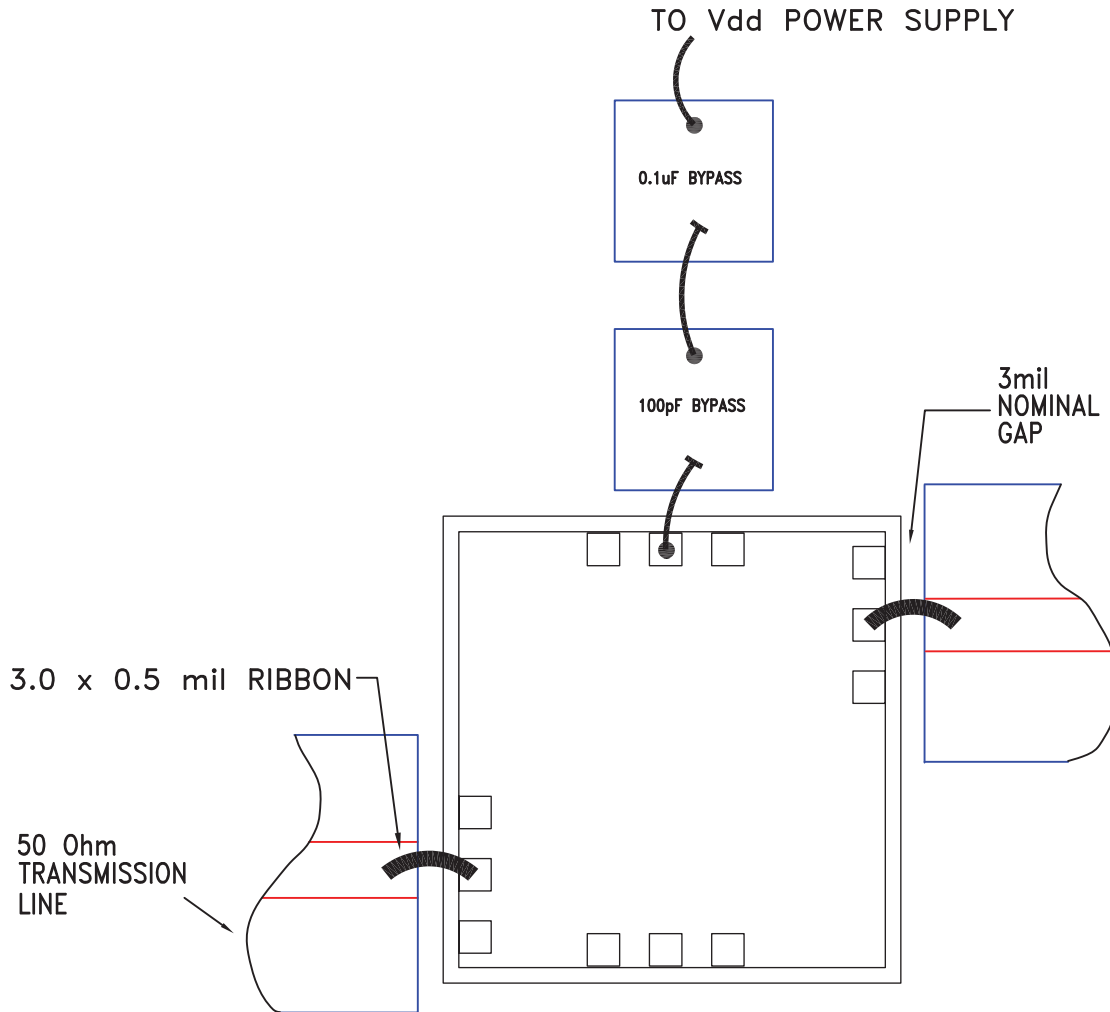 TO Vdd POWER SUPPLY
0.1uF BYPASS
100pF BYPASS
3mil
NOMINAL
GAP
3.0 x 0.5 mil RIBBON
50 Ohm
TRANSMISSION
LINE